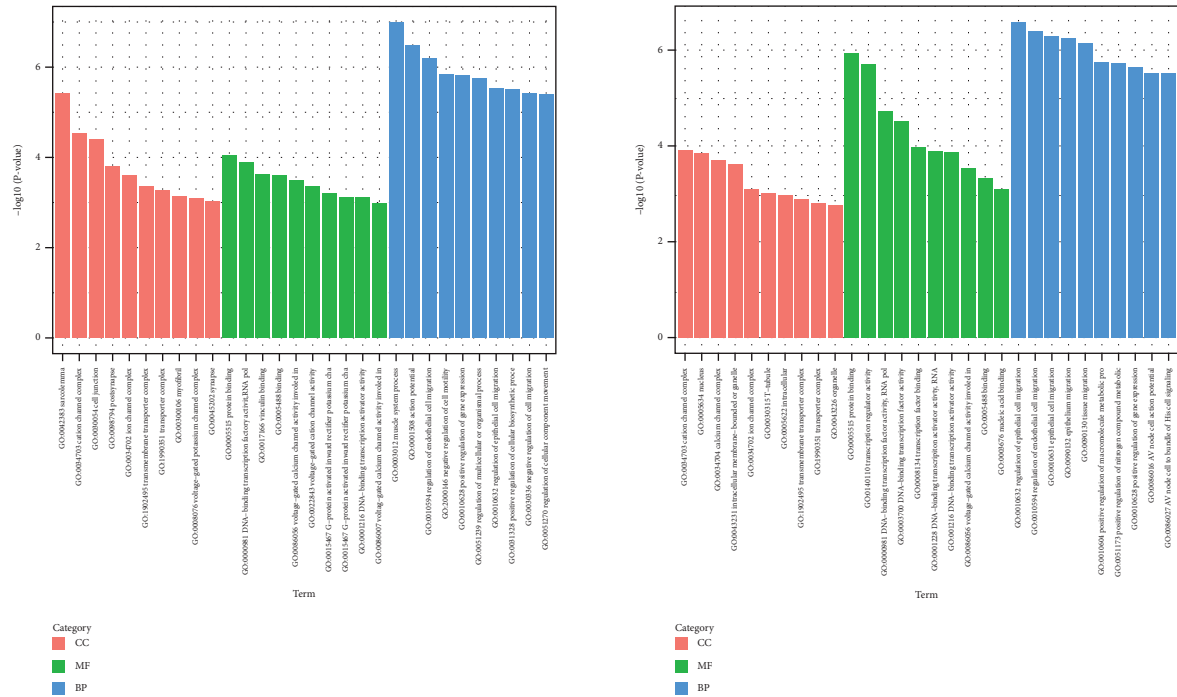 −log10 (P-volue)
6
4
2
0
GO:0042383 sarcolemma
GO:0034703 cation channel complex
GO:0030054 cell junction
GO:0098794 postsynapse
GO:0034702 ion channel complex
GO:1902495 transmembrane transporter complex
GO:1990351 transporter complex
GO:0030016 myofibril
GO:0008076 voltage−gated potassium channel complex
GO:0045202 synapse
GO:0005515 protein binding
GO:0000981 DNA−binding transcription factory activit,RNA pol
GO:0017166 vinculin binding
GO:0005488 binding
GO:0086056 voltage−gated calcium channel activity involved in
GO:0022843 voltage−gated cation channel activity
GO:0015467 G−protein activated inward rectifier potassium cha
GO:0015467 G−protein activated inward rectifier potassium cha
GO:0001216 DNA−binding transcription activator activity
GO:0086007 voltag−gated calcium channel activity involved in
GO:0003012 muscle system process
GO:0001508 action potential
GO:0010594 regulation of endothelial cell migration
GO:2000146 negative regulation of cell motility
GO:0010628 positive regulation of gene expression
GO:0051239 regulation of multicellular or organismal process
GO:0010632 regulation of epithelial cell migration
GO:0031328 positive regulation of cellular biosynthetic proce
GO:0030336 negative regulation of cell migration
GO:0051270 regulation of cellular component movement
Term
Category
CC
MF
BP
−log10 (P-volue)
6
4
2
0
GO:0034703 cation channel complex
GO:0005634 nucleus
GO:0034704 calcium channel complex
GO:0043231 intracellular membrane−bounded or ganelle
GO:0034702 ion channel complex
GO:0030315 T−tubule
GO:0005622 intracellular
GO:1902495 transmembrane transporter complex
GO:1990351 transporter complex
GO:0043226 organelle
GO:0005515 protein binding
GO:0140110 transcription regulator activity
GO:0000981 DNA−binding transcription factor activity, RNA pol
GO:0003700 DNA−binding transcription factor activity
GO:0008134 transcription factor binding
GO:0001228 DNA−binding transcripiton activator activity, RNA
GO:001216 DNA−binding transcription activator activity
GO:0086056 voltage−gated calcium channel activity involved in
GO:0005488 binding
GO:0003676 nucleic acid binding
GO:0010632 regulation of epithelial cell migration
GO:0010594 regulation of endothelial cell migration
GO:0010631 epithelial cell migration
GO:0090132 epithelium migration
GO:0090130 tissue migration
GO:0010604 positive regulation of macromolecule metabolic pro
GO:0051173 positive regulation of nitrogen compound metabolic
GO:0010628 positive regulation of gene expression
GO:0086016 AV node cell action potential
GO:0086027 AV node cell to bundle of His cell signaling
Term
Category
CC
MF
BP